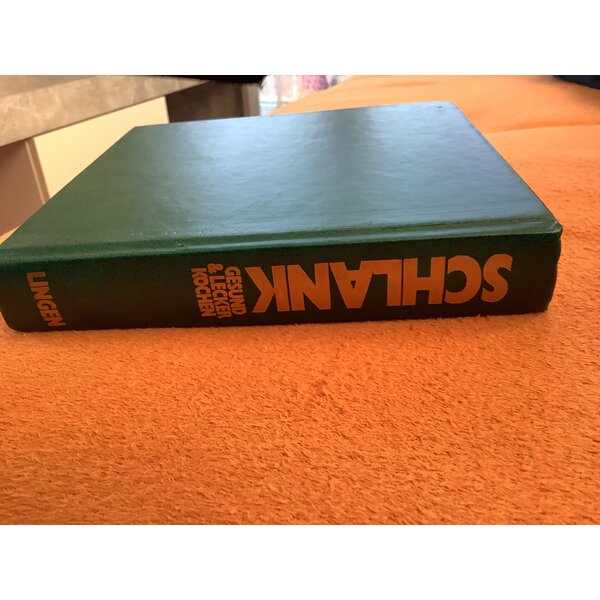 SCHLANK
GESUND
& LECKER
KOCHEN
LINGEN